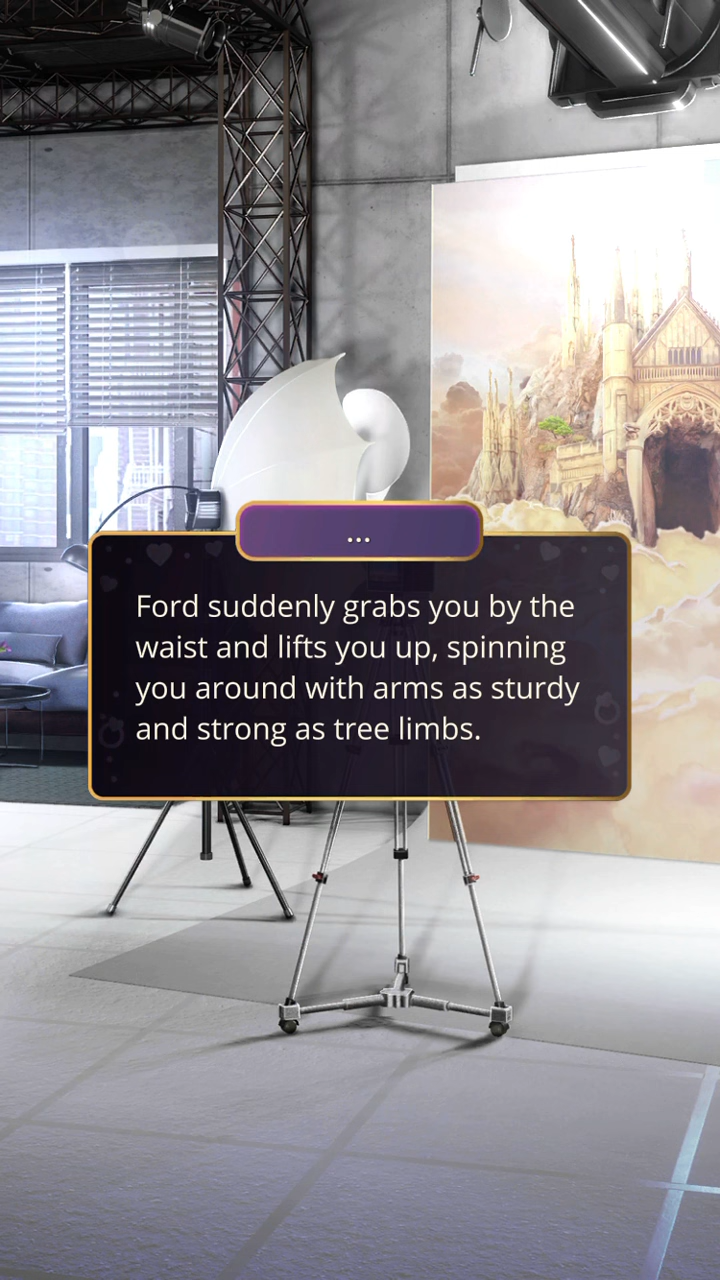 ...
Ford suddenly grabs you by the
waist and lifts you up, spinning
you around with arms as sturdy
and strong as tree limbs.